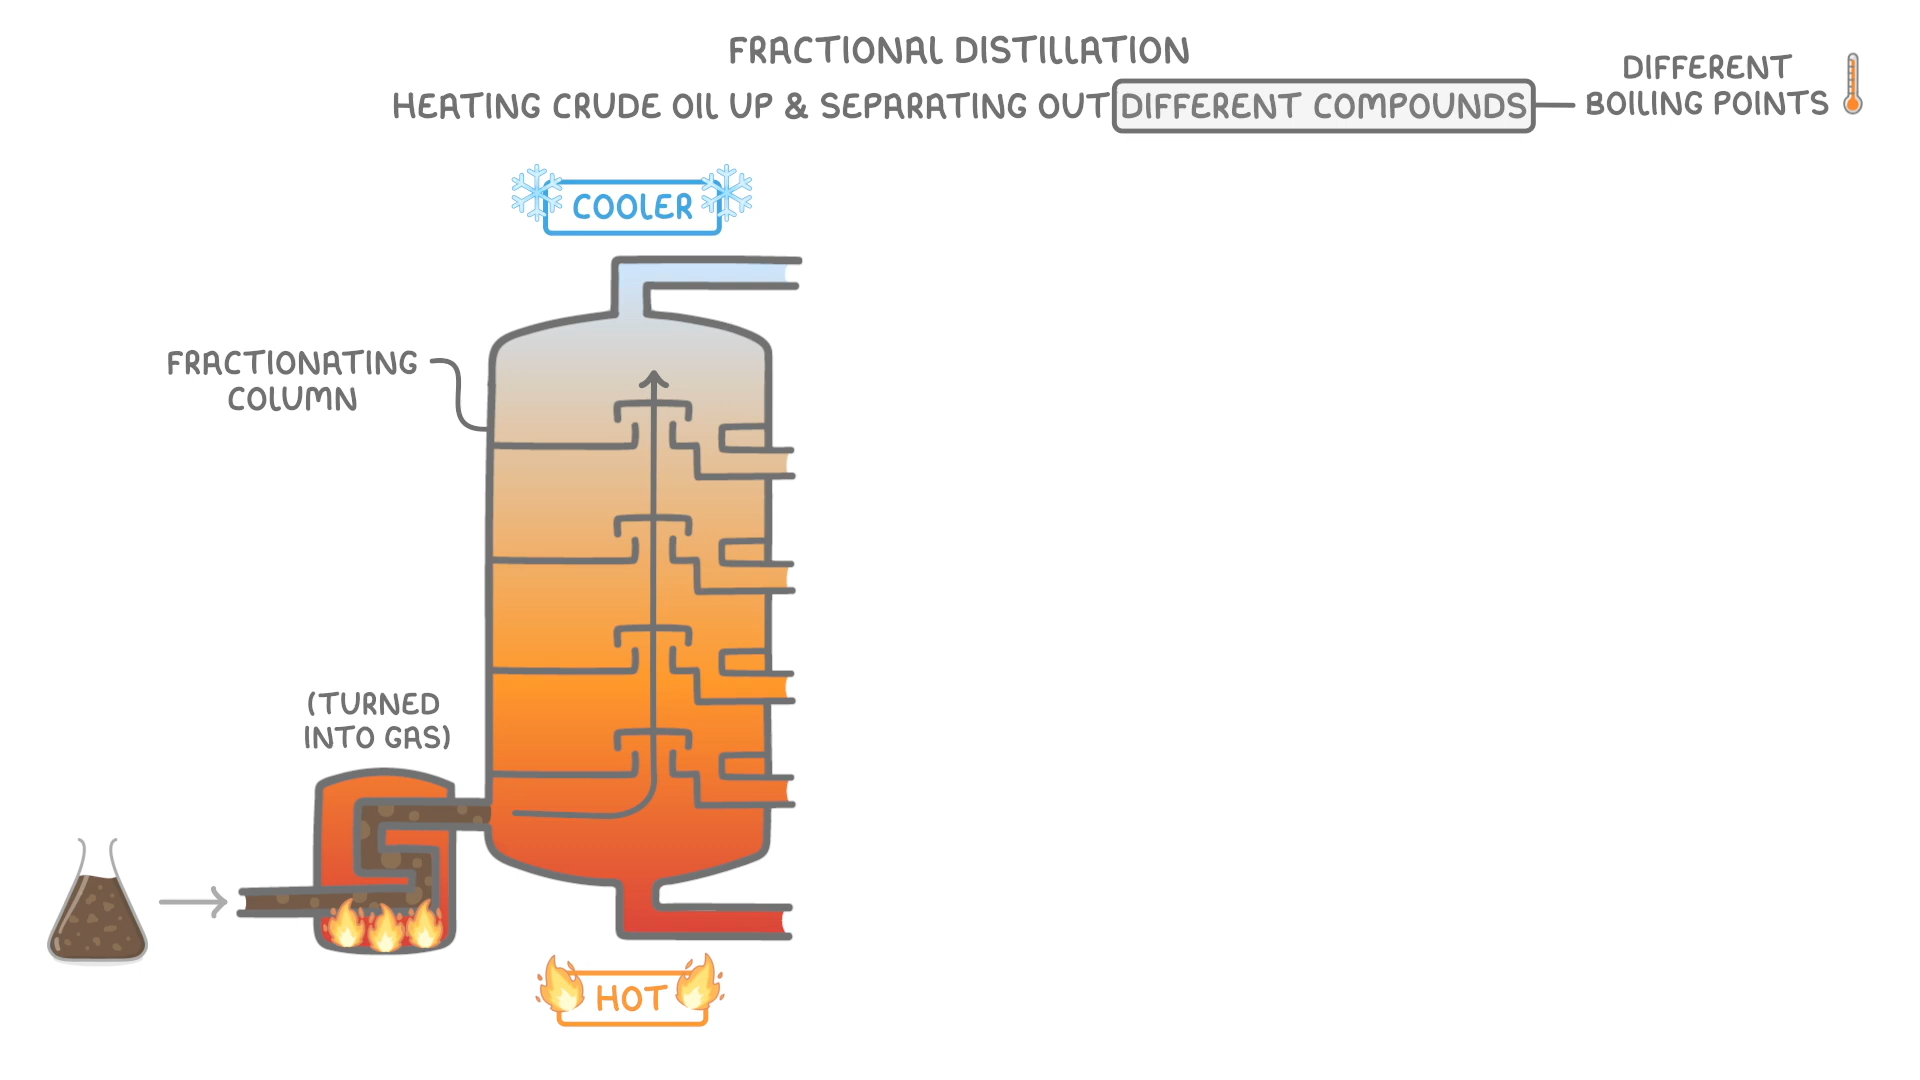 FRACTIONAL DISTILLATION
HEATING CRUDE OIL UP & SEPARATING OUT DIFFERENT COMPOUNDS
DIFFERENT
BOILING POINTS
COOLER
FRACTIONATING
COLUMN
(TURNED
INTO GAS)
HOT